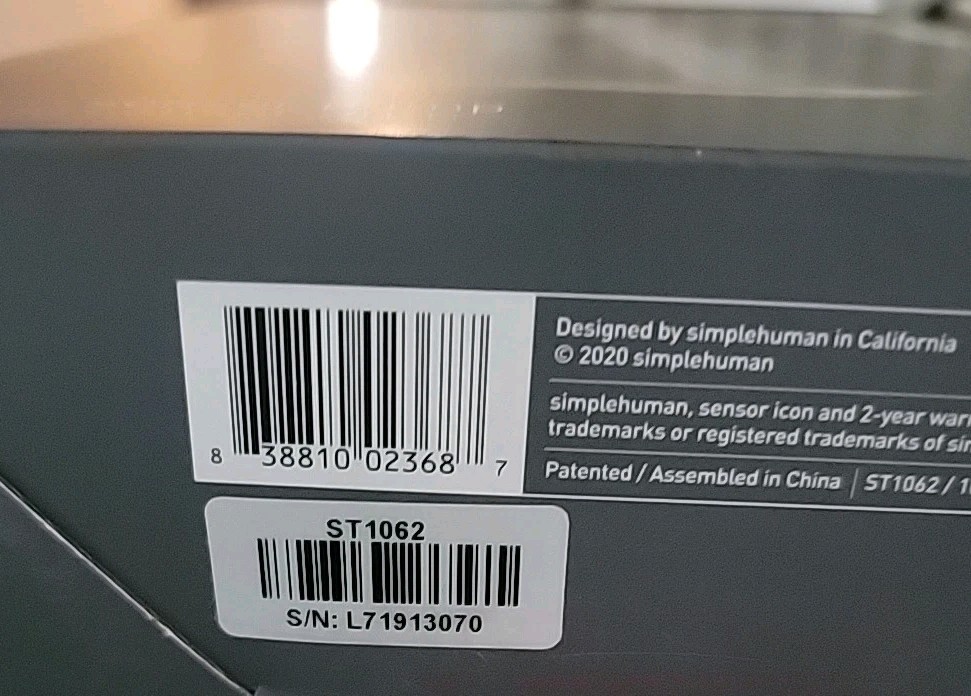 8 38810 02368 7
Designed by simplehuman in California
© 2020 simplehuman
simplehuman, sensor icon and 2-year
trademarks or registered trademarks of
Patented / Assembled in China | ST1062 /
ST1062
S/N: L71913070